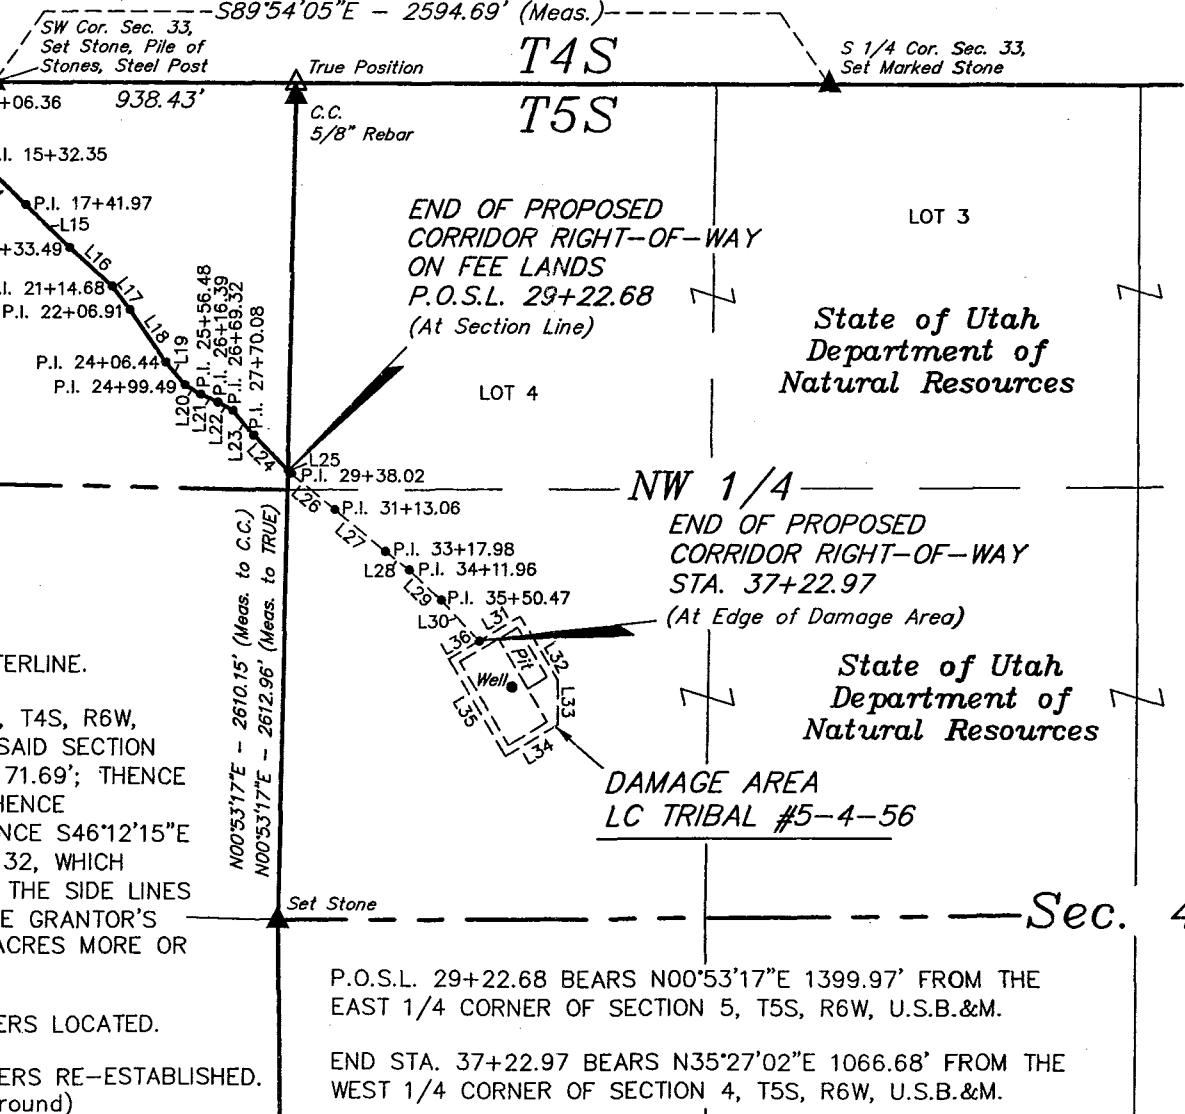 S89°54'05"E - 2594.69' (Meas.)
SW Cor. Sec. 33,
Set Stone, Pile of
Stones, Steel Post
True Position
T4S
S 1/4 Cor. Sec. 33,
Set Marked Stone
+06.36
938.43'
C.C.
5/8" Rebar
T5S
.I. 15+32.35
P.I. 17+41.97
L15
+33.49
L16
.I. 21+14.68
L17
P.I. 22+06.91
L18
P.I. 24+06.44
L19
P.I. 24+99.49
L20
P.I. 25+56.48
L21
P.I. 26+16.39
L22
P.I. 26+69.32
L23
P.I. 27+70.08
L24
END OF PROPOSED
CORRIDOR RIGHT-OF-WAY
ON FEE LANDS
P.O.S.L. 29+22.68
(At Section Line)
LOT 3
State of Utah
Department of
Natural Resources
LOT 4
L25
P.I. 29+38.02
L26
NW 1/4
P.I. 31+13.06
L27
P.I. 33+17.98
L28
P.I. 34+11.96
L29
P.I. 35+50.47
L30
END OF PROPOSED
CORRIDOR RIGHT-OF-WAY
STA. 37+22.97
(At Edge of Damage Area)
L31
L36
Pit
L32
Well
L33
L35
L34
State of Utah
Department of
Natural Resources
DAMAGE AREA
LC TRIBAL #5-4-56
N00°53'17"E - 2610.15' (Meas. to C.C.)
N00°53'17"E - 2612.96' (Meas. to TRUE)
TERLINE.
, T4S, R6W,
SAID SECTION
71.69'; THENCE
HENCE
NCE S46°12'15"E
32, WHICH
THE SIDE LINES
E GRANTOR'S
ACRES MORE OR
Set Stone
Sec. 4
P.O.S.L. 29+22.68 BEARS N00°53'17"E 1399.97' FROM THE
EAST 1/4 CORNER OF SECTION 5, T5S, R6W, U.S.B.&M.
ERS LOCATED.
END STA. 37+22.97 BEARS N35°27'02"E 1066.68' FROM THE
WEST 1/4 CORNER OF SECTION 4, T5S, R6W, U.S.B.&M.
ERS RE-ESTABLISHED.
round)